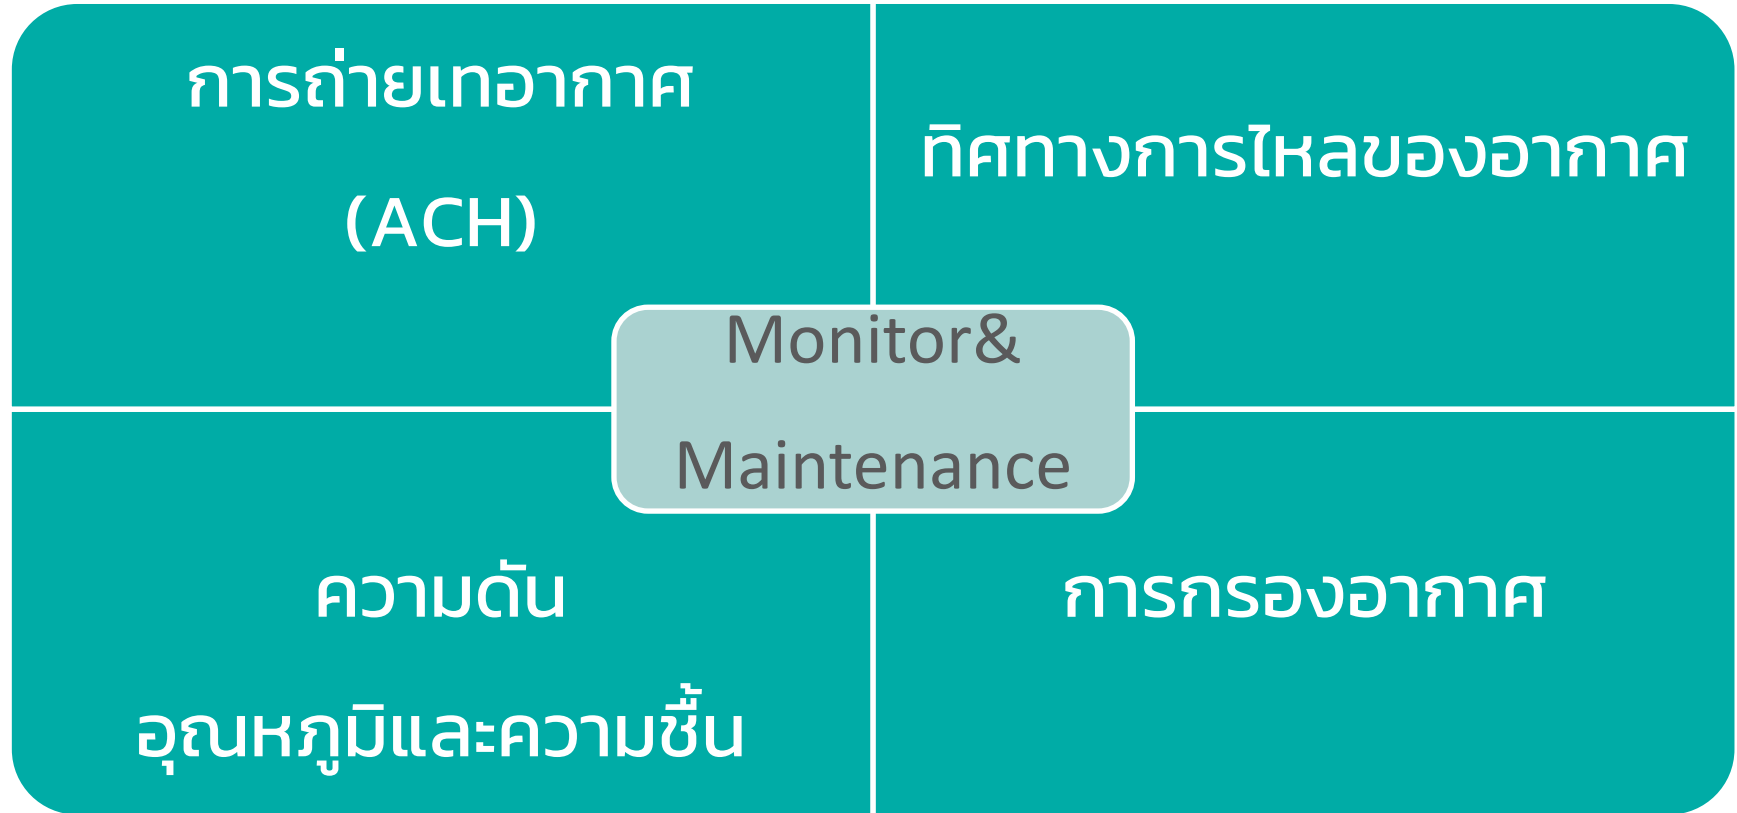 การถ่ายเทอากาศ
(ACH)
ทิศทางการไหลของอากาศ
Monitor&
Maintenance
ความดัน
อุณหภูมิและความชื้น
การกรองอากาศ